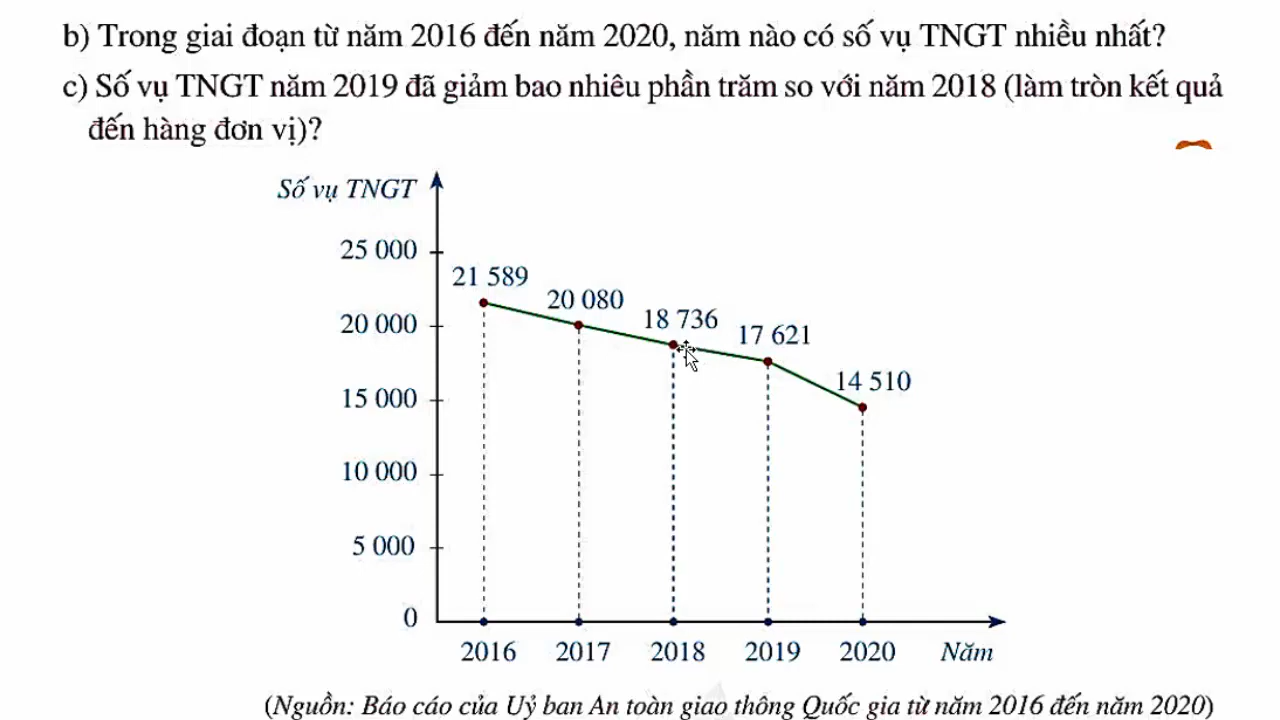 b) Trong giai đoạn từ năm 2016 đến năm 2020, năm nào có số vụ TNGT nhiều nhất?
c) Số vụ TNGT năm 2019 đã giảm bao nhiêu phần trăm so với năm 2018 (làm tròn kết quả
đến hàng đơn vị)?
Số vụ TNGT
25 000
21 589
20 080
20 000
18 736
17 621
14 510
15 000
10 000
5 000
0
2016 2017 2018 2019 2020 Năm
(Nguồn: Báo cáo của Uỷ ban An toàn giao thông Quốc gia từ năm 2016 đến năm 2020)